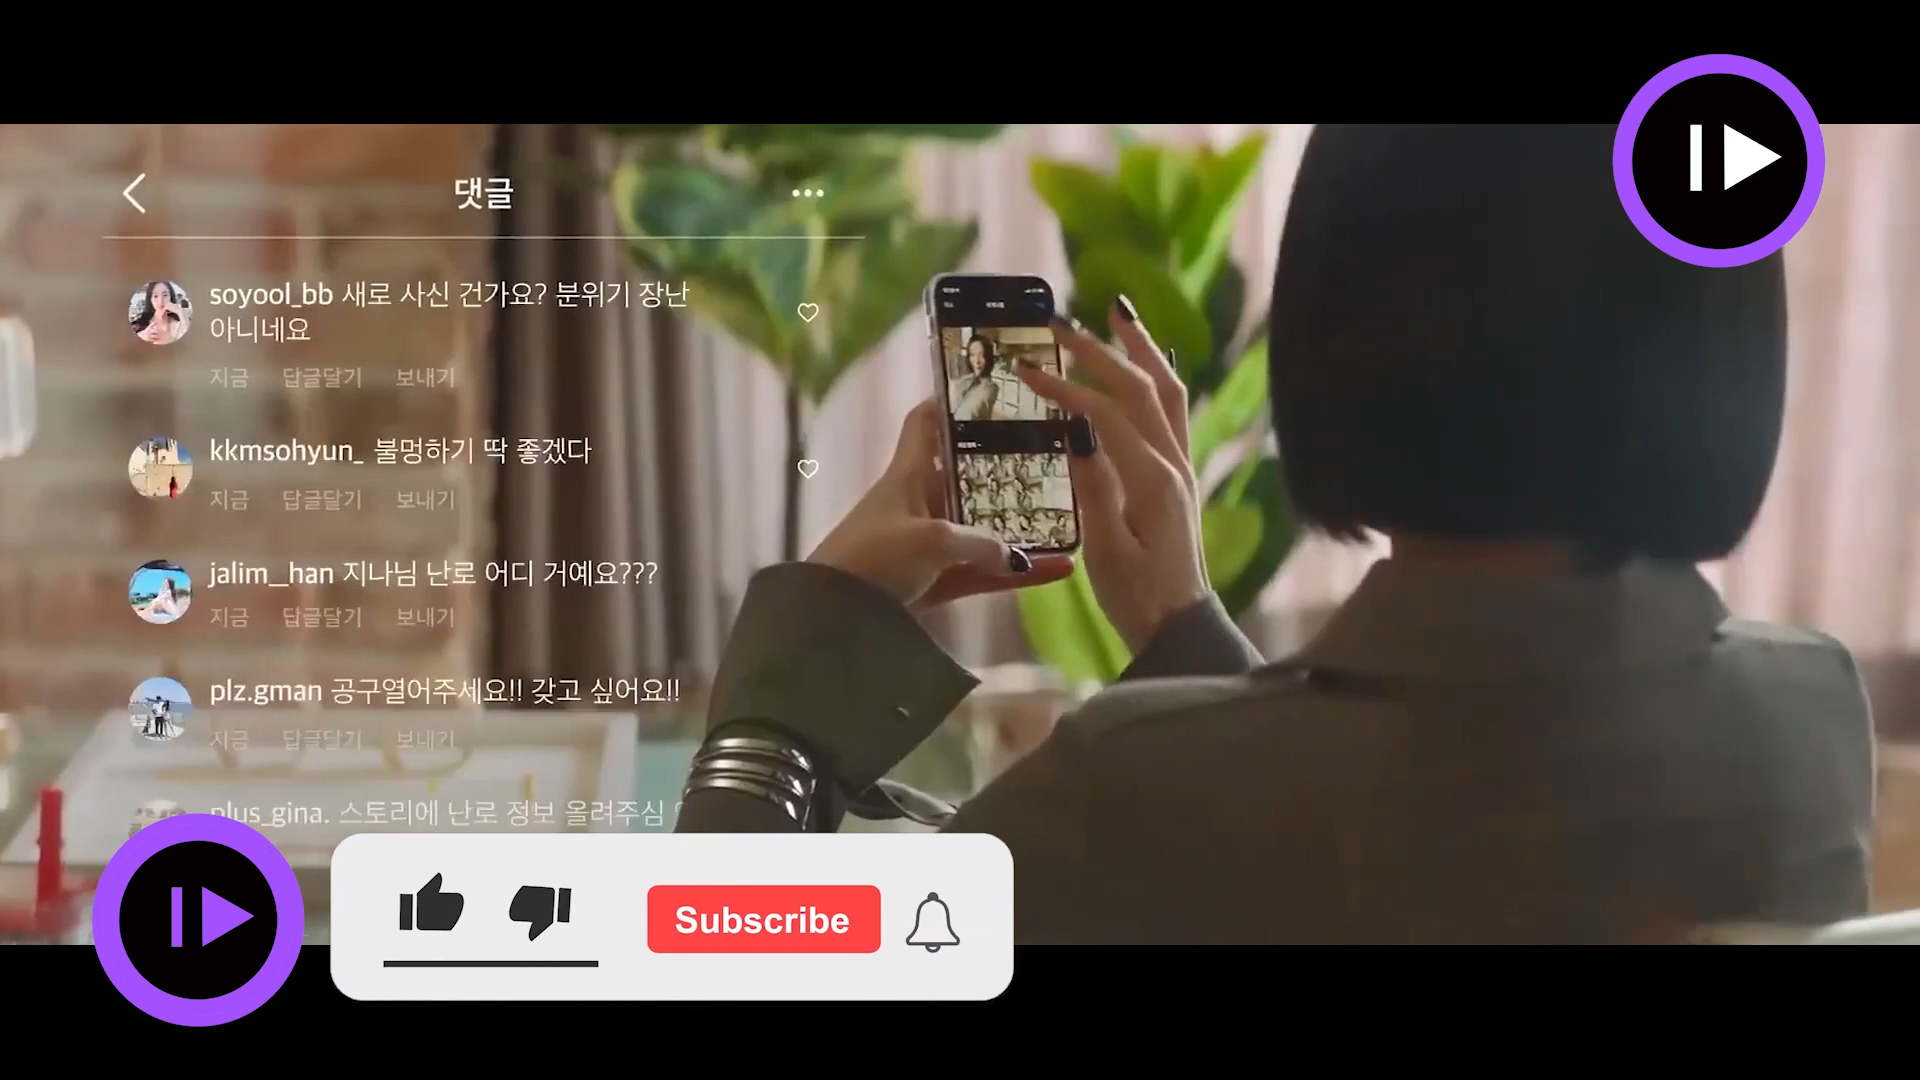 댓글
soyool_bb 새로 사신 건가요? 분위기 장난
아니네요
지금 답글달기 보내기
kkmsohyun_ 불멍하기 딱 좋겠다
지금 답글달기 보내기
jalim_han 지나님 난로 어디 거예요???
지금 답글달기 보내기
plz.gman 공구열어주세요!! 갖고 싶어요!!
지금 답글달기 보내기
plus_gina. 스토리에 난로 정보 올려주심
Subscribe